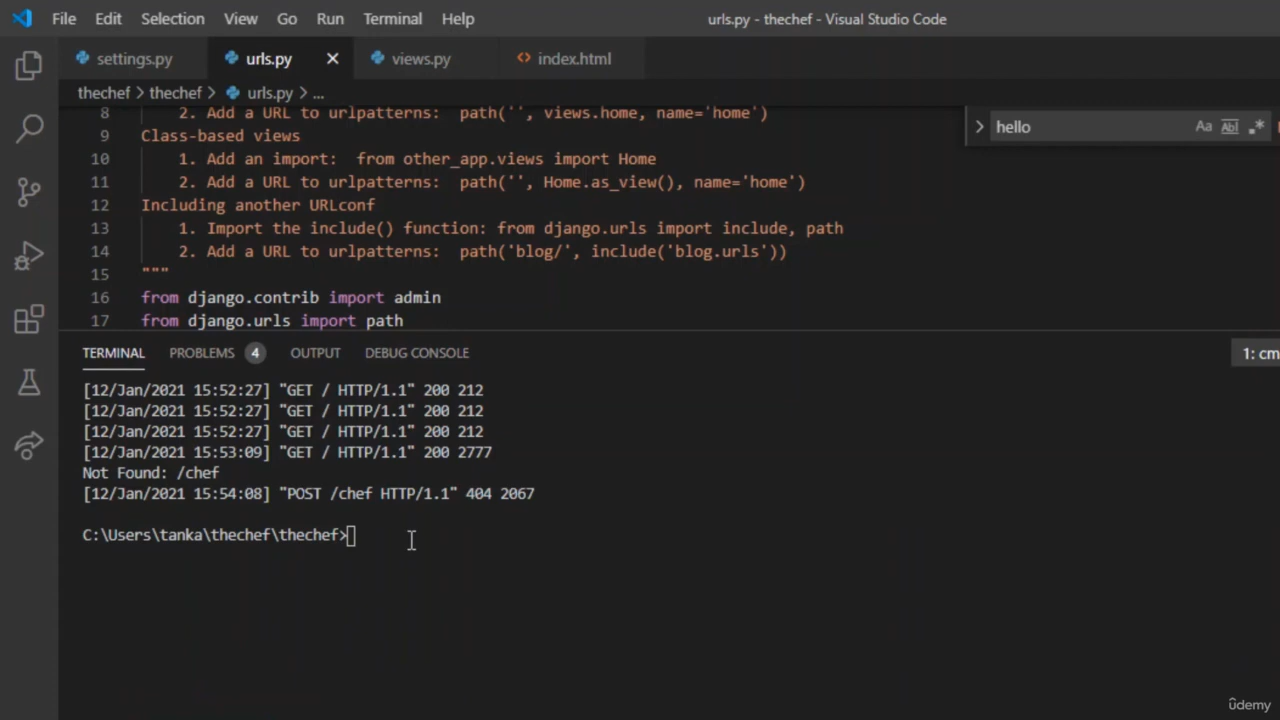 File Edit Selection View Go Run Terminal Help urls.py - thechef - Visual Studio Code
settings.py urls.py views.py index.html
thechef > thechef > urls.py > ...
hello Aa Abl .*
8 2. Add a URL to urlpatterns:  path('', views.home, name='home')
9 Class-based views
10 1. Add an import:  from other_app.views import Home
11 2. Add a URL to urlpatterns:  path('', Home.as_view(), name='home')
12 Including another URLconf
13 1. Import the include() function: from django.urls import include, path
14 2. Add a URL to urlpatterns:  path('blog/', include('blog.urls'))
15 """
16 from django.contrib import admin
17 from django.urls import path
TERMINAL PROBLEMS 4 OUTPUT DEBUG CONSOLE 1: cm
[12/Jan/2021 15:52:27] "GET / HTTP/1.1" 200 212
[12/Jan/2021 15:52:27] "GET / HTTP/1.1" 200 212
[12/Jan/2021 15:52:27] "GET / HTTP/1.1" 200 212
[12/Jan/2021 15:53:09] "GET / HTTP/1.1" 200 2777
Not Found: /chef
[12/Jan/2021 15:54:08] "POST /chef HTTP/1.1" 404 2067
C:\Users\tanka\thechef\thechef>
ûdemy